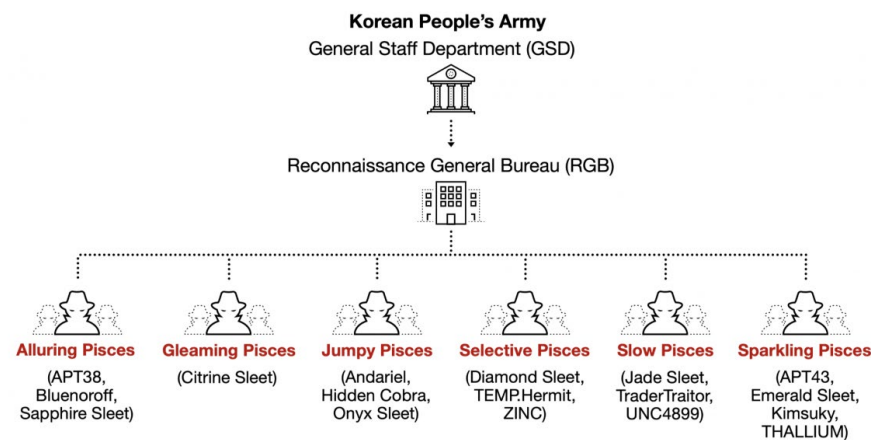 Korean People's Army
General Staff Department (GSD)
Reconnaissance General Bureau (RGB)
Alluring Pisces
(APT38,
Bluenoroff,
Sapphire Sleet)
Gleaming Pisces
(Citrine Sleet)
Jumpy Pisces
(Andariel,
Hidden Cobra,
Onyx Sleet)
Selective Pisces
(Diamond Sleet,
TEMP.Hermit,
ZINC)
Slow Pisces
(Jade Sleet,
TraderTraitor,
UNC4899)
Sparkling Pisces
(APT43,
Emerald Sleet,
Kimsuky,
THALLIUM)